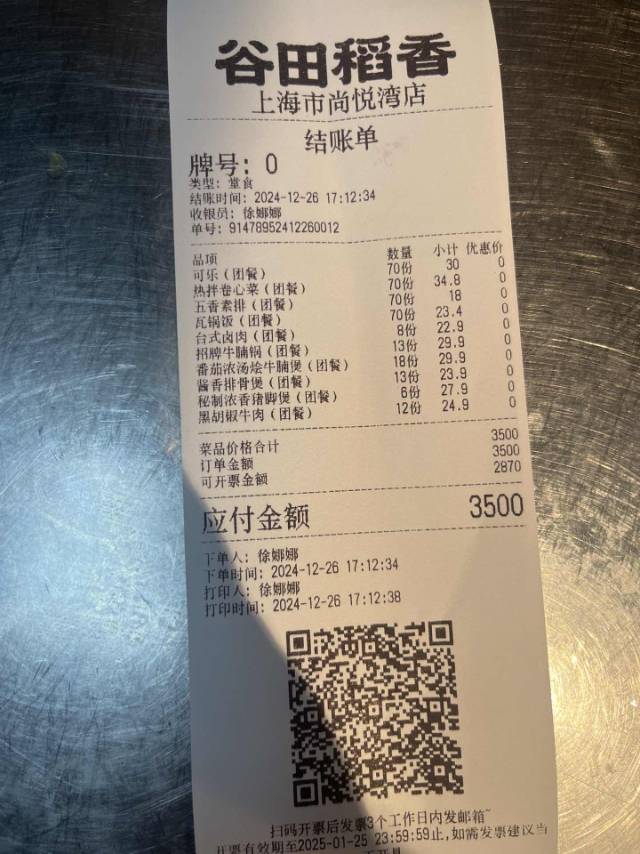 谷田稻香
上海市尚悦湾店
结账单
牌号: 0
类型: 堂食
结账时间: 2024-12-26 17:12:34
收银员: 徐娜娜
单号: 91478952412260012
品项 数量 小计 优惠价
可乐(团餐) 70份 30 0
热拌卷心菜(团餐) 70份 34.8 0
五香素排(团餐) 70份 18 0
瓦锅饭(团餐) 70份 23.4 0
台式卤肉(团餐) 8份 22.9 0
招牌牛腩锅(团餐) 13份 29.9 0
番茄浓汤烩牛腩煲(团餐) 18份 29.9 0
酱香排骨煲(团餐) 13份 23.9 0
秘制浓香猪脚煲(团餐) 6份 27.9 0
黑胡椒牛肉(团餐) 12份 24.9 0
菜品价格合计 3500
订单金额 3500
可开票金额 2870
应付金额 3500
下单人: 徐娜娜
下单时间: 2024-12-26 17:12:34
打印人: 徐娜娜
打印时间: 2024-12-26 17:12:38
扫码开票后发票3个工作日内发邮箱~
开票有效期至2025-01-25 23:59:59止,如需发票建议当